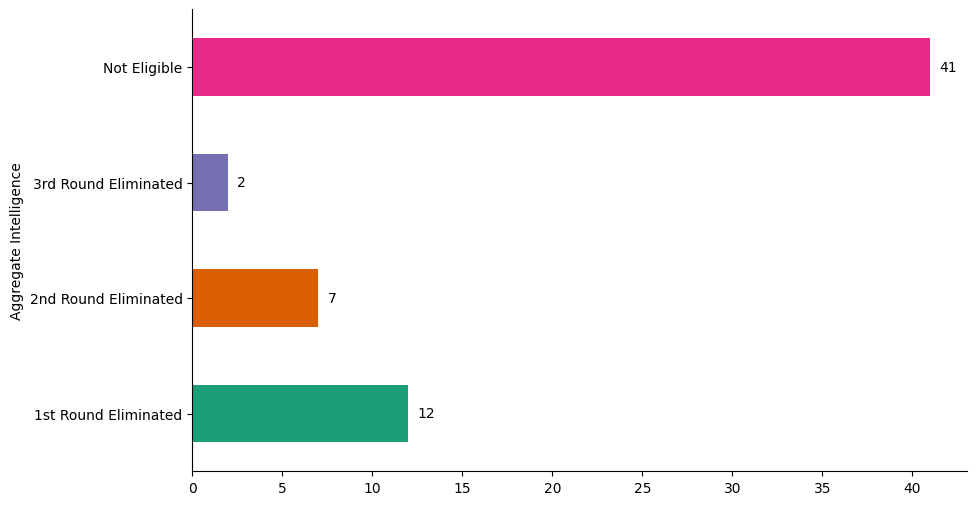 Aggregate Intelligence
Not Eligible
41
3rd Round Eliminated
2
2nd Round Eliminated
7
1st Round Eliminated
12
0 5 10 15 20 25 30 35 40